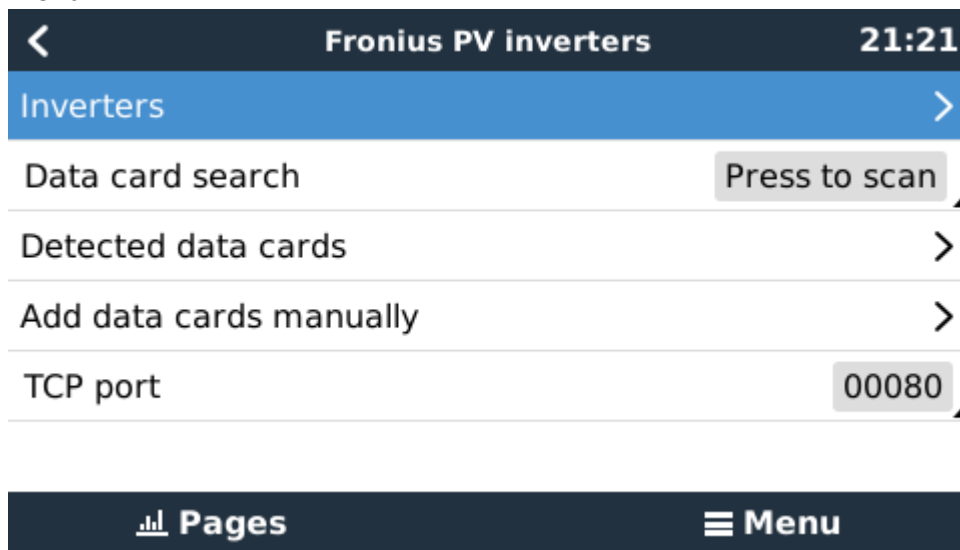 Fronius PV inverters 21:21
Inverters
Data card search Press to scan
Detected data cards
Add data cards manually
TCP port 00080
Pages Menu